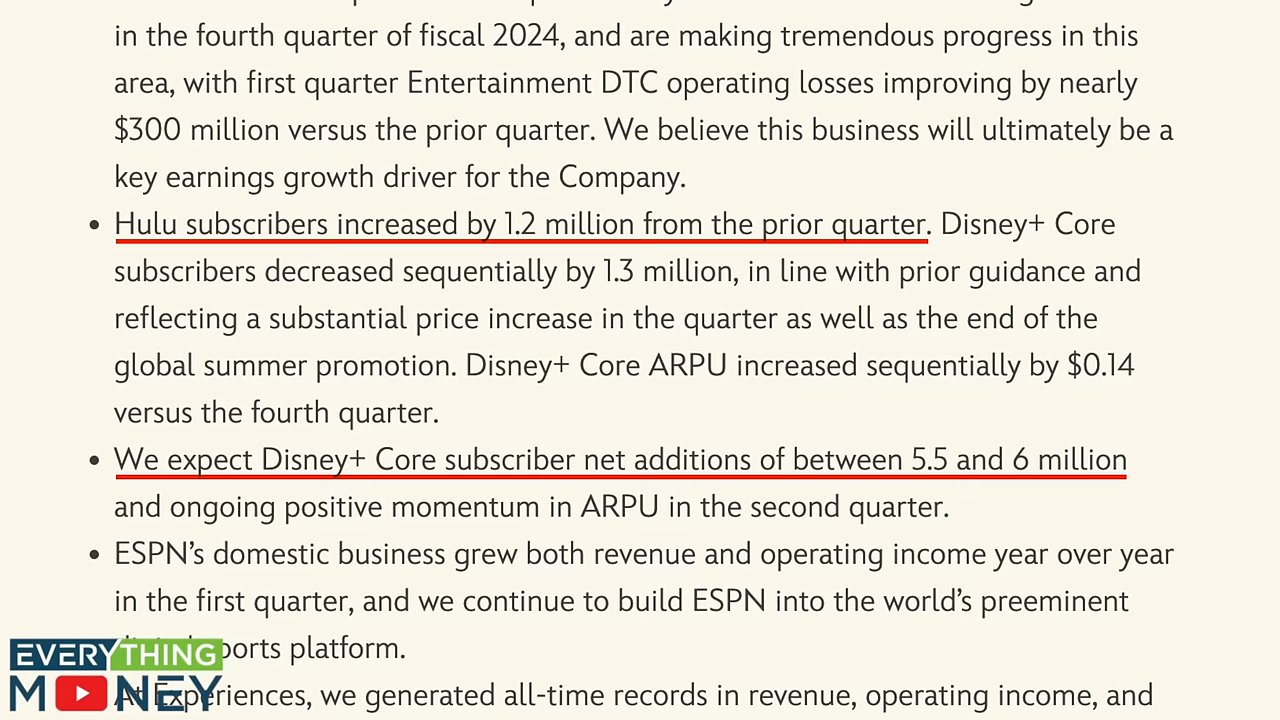 in the fourth quarter of fiscal 2024, and are making tremendous progress in this
area, with first quarter Entertainment DTC operating losses improving by nearly
$300 million versus the prior quarter. We believe this business will ultimately be a
key earnings growth driver for the Company.
• Hulu subscribers increased by 1.2 million from the prior quarter. Disney+ Core
subscribers decreased sequentially by 1.3 million, in line with prior guidance and
reflecting a substantial price increase in the quarter as well as the end of the
global summer promotion. Disney+ Core ARPU increased sequentially by $0.14
versus the fourth quarter.
• We expect Disney+ Core subscriber net additions of between 5.5 and 6 million
and ongoing positive momentum in ARPU in the second quarter.
• ESPN’s domestic business grew both revenue and operating income year over year
in the first quarter, and we continue to build ESPN into the world’s preeminent
platform.
At Experiences, we generated all-time records in revenue, operating income, and
EVERYTHING
MONEY